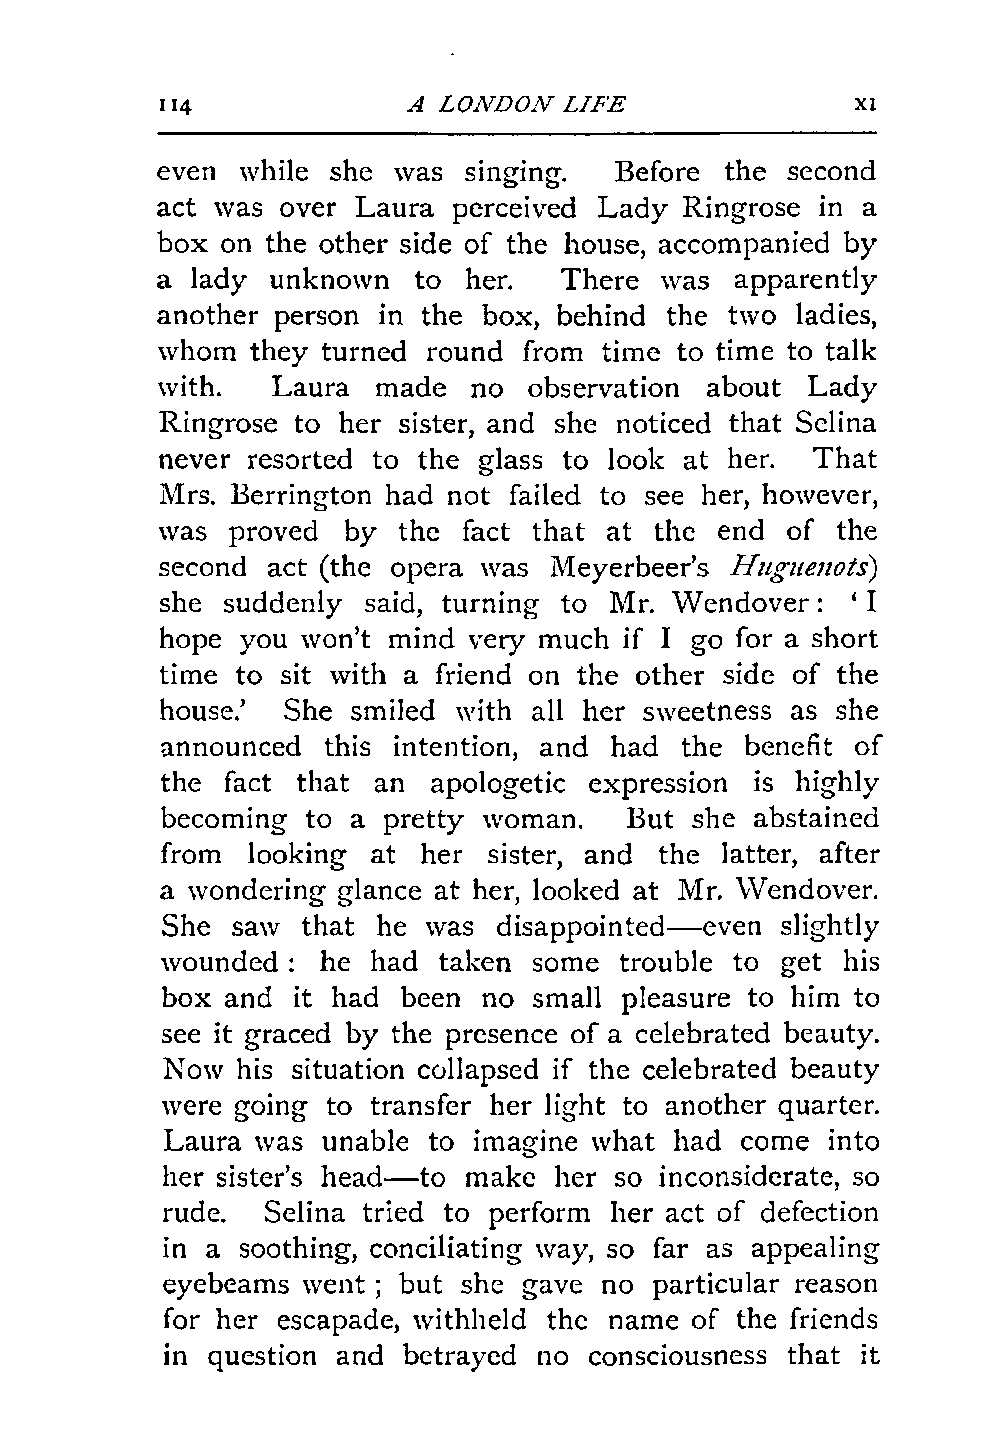 114 A LONDON LIFE XI
even while she was singing. Before the second
act was over Laura perceived Lady Ringrose in a
box on the other side of the house, accompanied by
a lady unknown to her. There was apparently
another person in the box, behind the two ladies,
whom they turned round from time to time to talk
with. Laura made no observation about Lady
Ringrose to her sister, and she noticed that Selina
never resorted to the glass to look at her. That
Mrs. Berrington had not failed to see her, however,
was proved by the fact that at the end of the
second act (the opera was Meyerbeer's Huguenots)
she suddenly said, turning to Mr. Wendover: ‘I
hope you won't mind very much if I go for a short
time to sit with a friend on the other side of the
house.’ She smiled with all her sweetness as she
announced this intention, and had the benefit of
the fact that an apologetic expression is highly
becoming to a pretty woman. But she abstained
from looking at her sister, and the latter, after
a wondering glance at her, looked at Mr. Wendover.
She saw that he was disappointed—even slightly
wounded: he had taken some trouble to get his
box and it had been no small pleasure to him to
see it graced by the presence of a celebrated beauty.
Now his situation collapsed if the celebrated beauty
were going to transfer her light to another quarter.
Laura was unable to imagine what had come into
her sister's head—to make her so inconsiderate, so
rude. Selina tried to perform her act of defection
in a soothing, conciliating way, so far as appealing
eyebeams went; but she gave no particular reason
for her escapade, withheld the name of the friends
in question and betrayed no consciousness that it